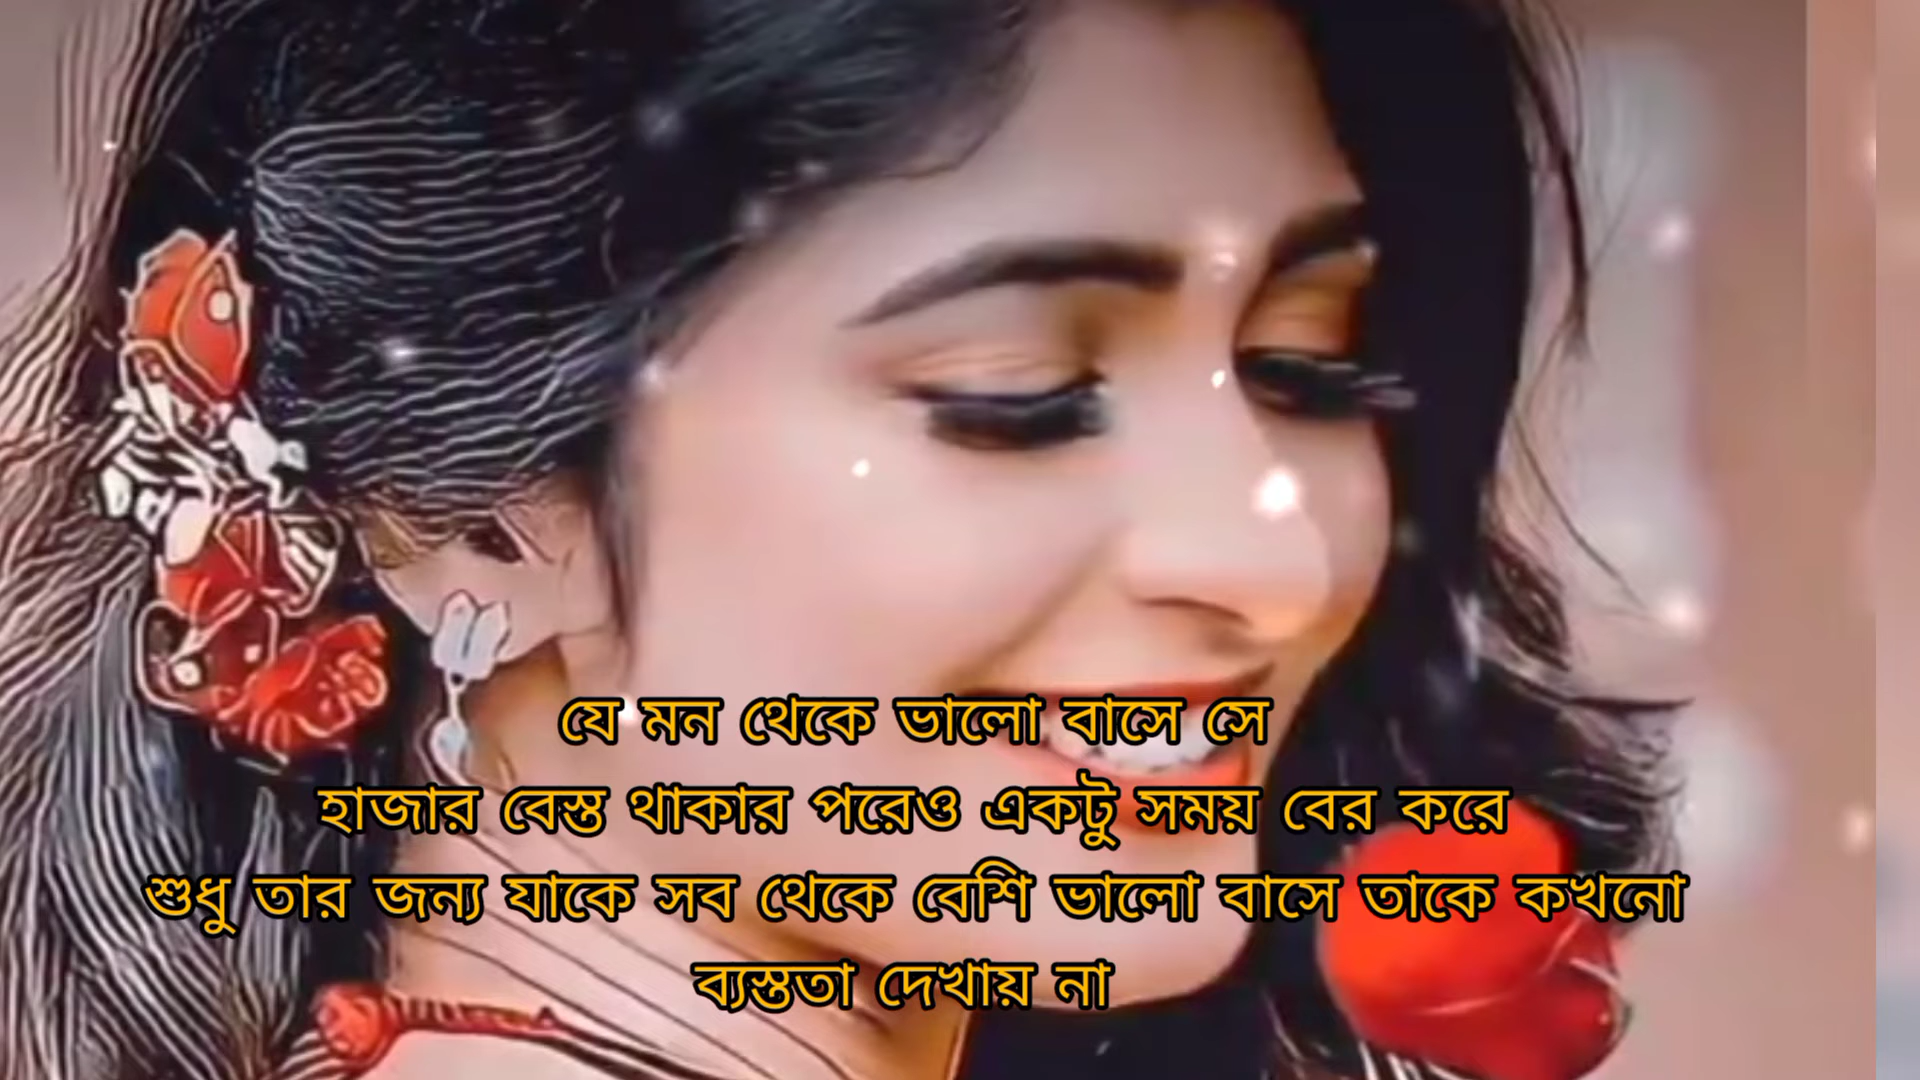 যে মন থেকে ভালো বাসে সে
হাজার বেস্ত থাকার পরেও একটু সময় বের করে
শুধু তার জন্য যাকে সব থেকে বেশি ভালো বাসে তাকে কখনো
ব্যস্ততা দেখায় না